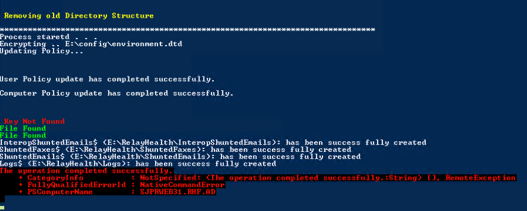 Removing old Directory Structure
*******************************************************************************
Process staretd . . .
Encrypting .. E:\config\environment.dtd
Updating Policy...
User Policy update has completed successfully.
Computer Policy update has completed successfully.
Key Not Found
File Found
File Found
InteropShuntedEmails$ (E:\RelayHealth\InteropShuntedEmails): has been success fully created
ShuntedFaxes$ (E:\RelayHealth\ShuntedFaxes): has been success fully created
ShuntedEmails$ (E:\RelayHealth\ShuntedEmails): has been success fully created
Logs$ (E:\RelayHealth\Logs): has been success fully created
The operation completed successfully.
+ CategoryInfo : NotSpecified: (The operation completed successfully.:String) [], RemoteException
+ FullyQualifiedErrorId : NativeCommandError
+ PSComputerName :